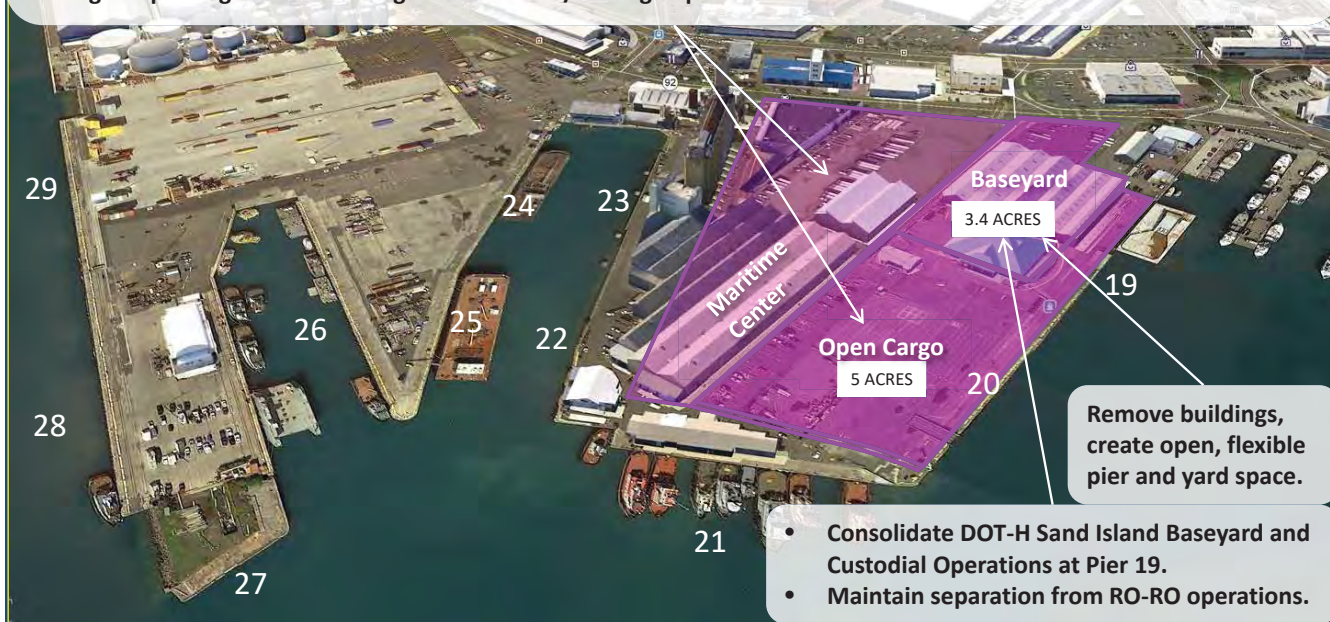 92
29
24
23
Baseyard
3.4 ACRES
19
Maritime
Center
26
25
22
Open Cargo
5 ACRES
20
28
Remove buildings,
create open, flexible
pier and yard space.
21
27
• Consolidate DOT-H Sand Island Baseyard and
Custodial Operations at Pier 19.
• Maintain separation from RO-RO operations.